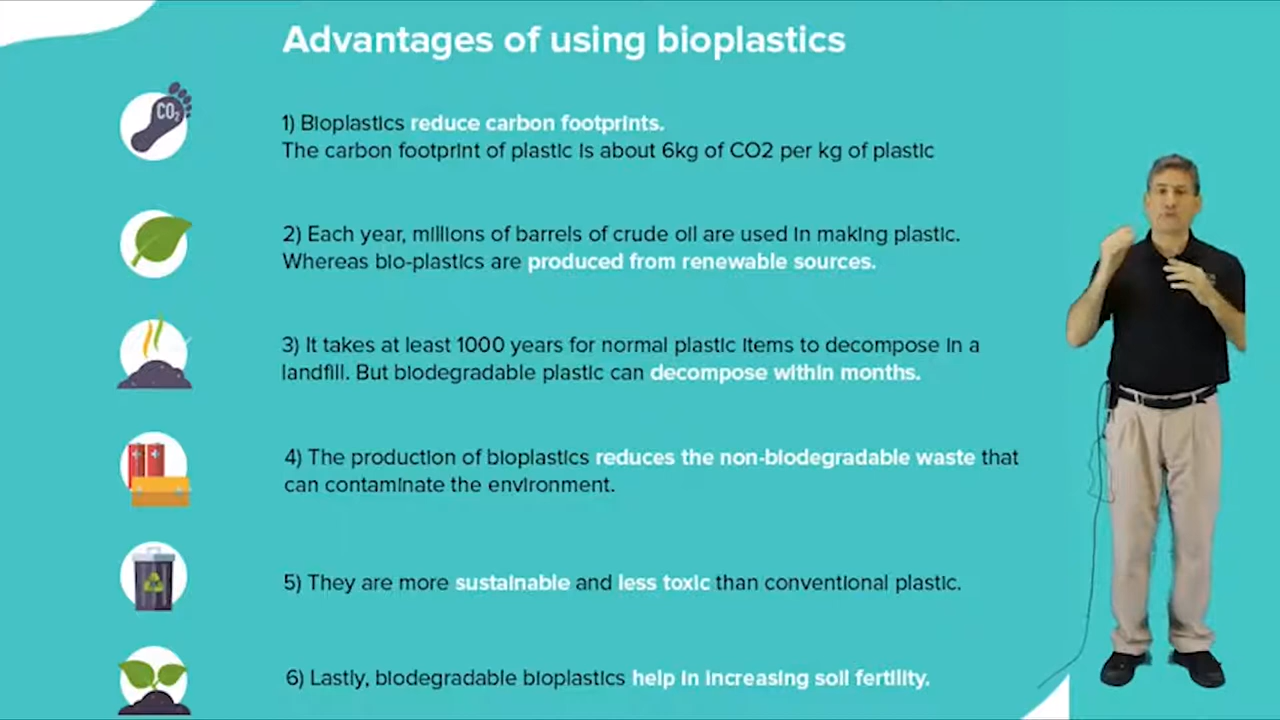 Advantages of using bioplastics
CO2
1) Bioplastics reduce carbon footprints.
The carbon footprint of plastic is about 6kg of CO2 per kg of plastic
2) Each year, millions of barrels of crude oil are used in making plastic.
Whereas bio-plastics are produced from renewable sources.
3) It takes at least 1000 years for normal plastic items to decompose in a
landfill. But biodegradable plastic can decompose within months.
4) The production of bioplastics reduces the non-biodegradable waste that
can contaminate the environment.
5) They are more sustainable and less toxic than conventional plastic.
6) Lastly, biodegradable bioplastics help in increasing soil fertility.